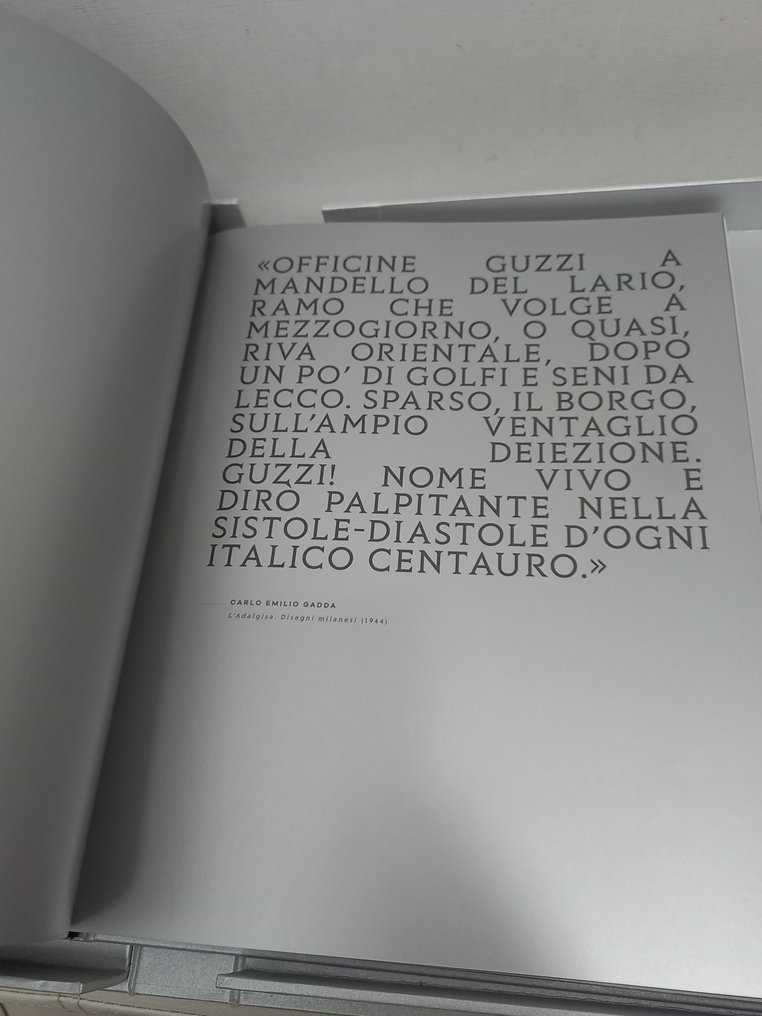 «OFFICINE GUZZI A
MANDELLO DEL LARIO,
RAMO CHE VOLGE A
MEZZOGIORNO, O QUASI,
RIVA ORIENTALE, DOPO
UN PO' DI GOLFI E SENI DA
LECCO. SPARSO, IL BORGO,
SULL'AMPIO VENTAGLIO
DELLA DEIEZIONE.
GUZZI! NOME VIVO E
DIRÒ PALPITANTE NELLA
SISTOLE-DIASTOLE D'OGNI
ITALICO CENTAURO.»
CARLO EMILIO GADDA
L'Adalgisa. Disegni milanesi (1944)